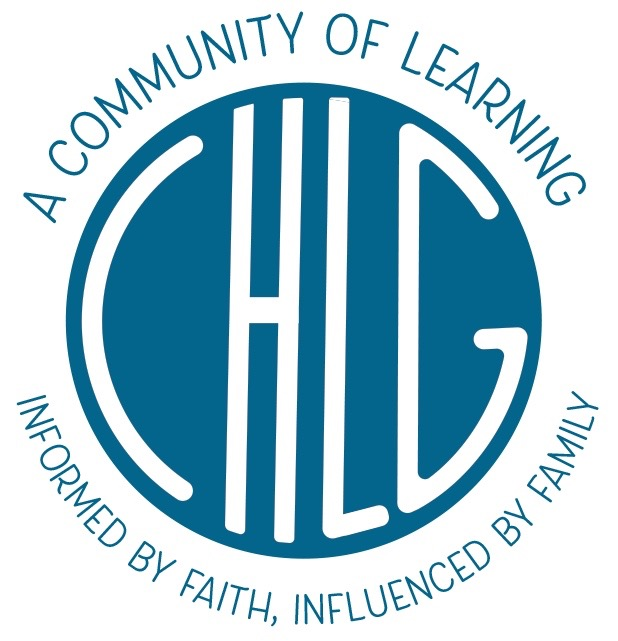 A COMMUNITY OF LEARNING
CHLG
INFORMED BY FAITH, INFLUENCED BY FAMILY